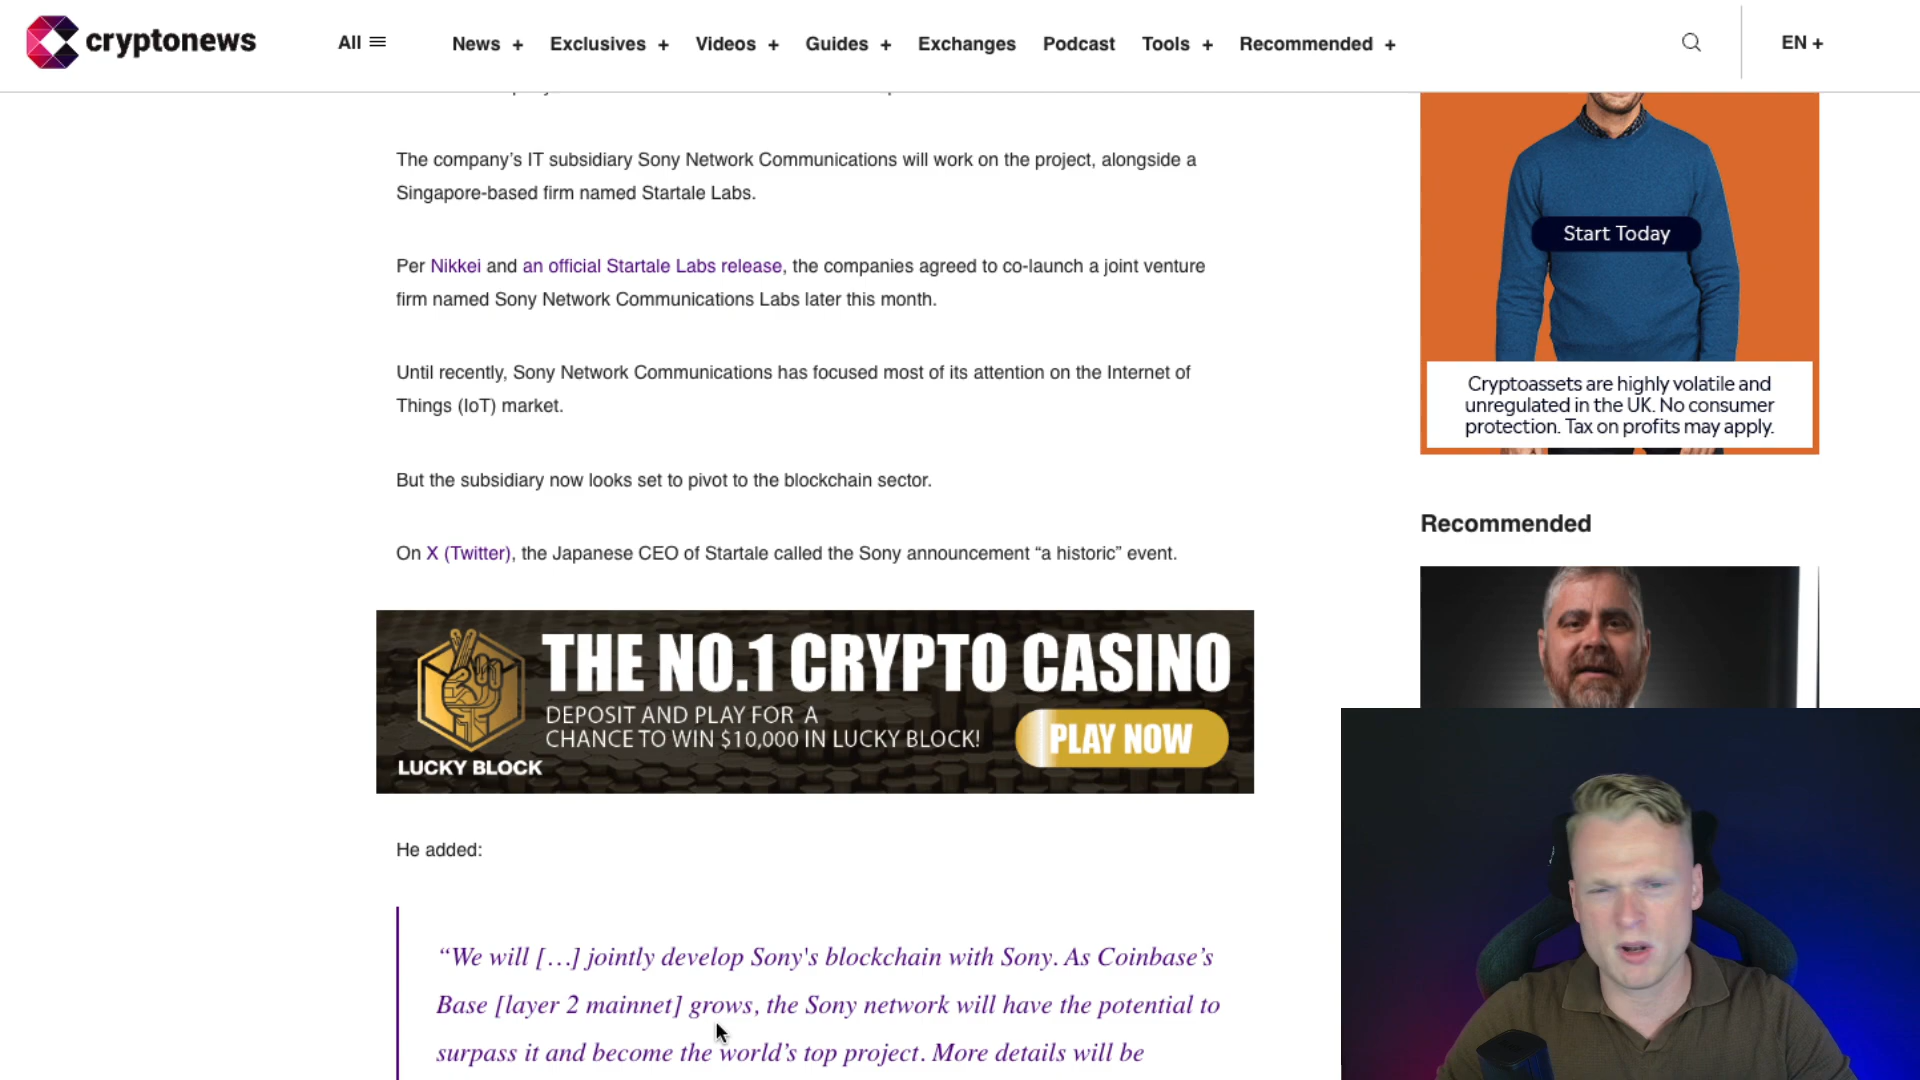 cryptonews
All
News +
Exclusives +
Videos +
Guides +
Exchanges
Podcast
Tools +
Recommended +
EN +
The company's IT subsidiary Sony Network Communications will work on the project, alongside a
Singapore-based firm named Startale Labs.
Per Nikkei and an official Startale Labs release, the companies agreed to co-launch a joint venture
firm named Sony Network Communications Labs later this month.
Until recently, Sony Network Communications has focused most of its attention on the Internet of
Things (IoT) market.
But the subsidiary now looks set to pivot to the blockchain sector.
On X (Twitter), the Japanese CEO of Startale called the Sony announcement “a historic” event.
THE NO.1 CRYPTO CASINO
DEPOSIT AND PLAY FOR A
CHANCE TO WIN $10,000 IN LUCKY BLOCK!
PLAY NOW
LUCKY BLOCK
He added:
“We will […] jointly develop Sony's blockchain with Sony. As Coinbase’s
Base [layer 2 mainnet] grows, the Sony network will have the potential to
surpass it and become the world’s top project. More details will be
Start Today
Cryptoassets are highly volatile and
unregulated in the UK. No consumer
protection. Tax on profits may apply.
Recommended